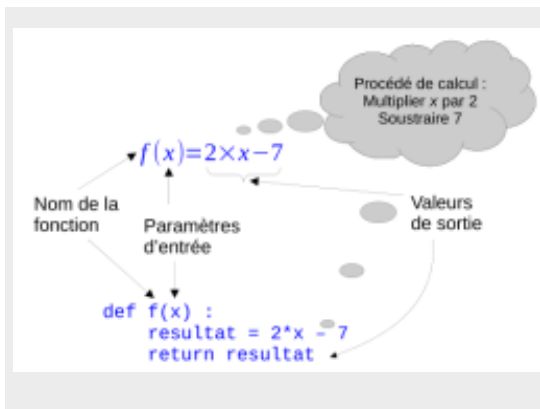 Procédé de calcul :
Multiplier x par 2
Soustraire 7
f(x)=2×x−7
Nom de la
fonction
Paramètres
d'entrée
Valeurs
de sortie
def f(x) :
resultat = 2*x - 7
return resultat